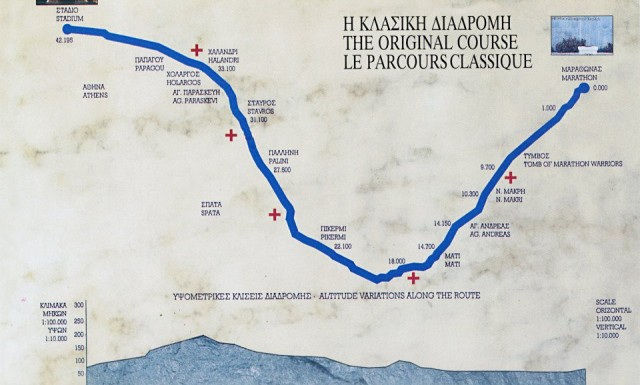 ΣΤΑΔΙΟ
STADIUM
42.195
Η ΚΛΑΣΙΚΗ ΔΙΑΔΡΟΜΗ
THE ORIGINAL COURSE
LE PARCOURS CLASSIQUE
ΜΑΡΑΘΩΝΑΣ
MARATHON
0.000
ΠΑΠΑΓΟΥ
PAPAGOU
ΧΑΛΑΝΔΡΙ
HALANDRI
33.100
ΧΟΛΑΡΓΟΣ
HOLARGOS
ΑΘΗΝΑ
ATHENS
ΑΓ. ΠΑΡΑΣΚΕΥΗ
AG. PARASKEVI
ΣΤΑΥΡΟΣ
STAVROS
31.100
1.000
ΠΑΛΛΗΝΗ
PALINI
27.600
ΤΥΜΒΟΣ
TOMB OF MARATHON WARRIORS
9.700
Ν. ΜΑΚΡΗ
N. MAKRI
10.300
ΣΠΑΤΑ
SPATA
ΠΙΚΕΡΜΙ
PIKERMI
22.100
ΑΓ. ΑΝΔΡΕΑΣ
AG. ANDREAS
14.150
14.700
ΜΑΤΙ
MATI
18.000
ΥΨΟΜΕΤΡΙΚΕΣ ΚΛΙΣΕΙΣ ΔΙΑΔΡΟΜΗΣ - ALTITUDE VARIATIONS ALONG THE ROUTE
ΚΛΙΜΑΚΑ
ΜΗΚΩΝ
1:100.000
ΥΨΩΝ
1:10.000
300
250
200
150
100
50
SCALE
ORIZONTAL
1:100.000
VERTICAL
1:10.000